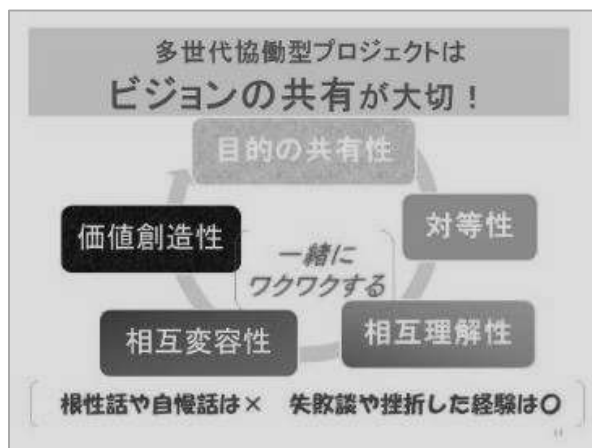 多世代協働型プロジェクトは
ビジョンの共有が大切！
目的の共有性
対等性
相互理解性
相互変容性
価値創造性
一緒に
ワクワクする
根性話や自慢話は× 失敗談や挫折した経験は〇